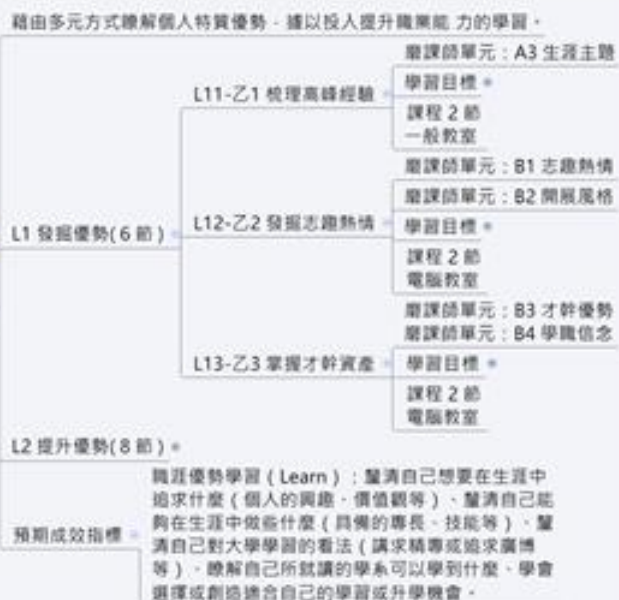 藉由多元方式瞭解個人特質優勢，據以投入提升職業能 力的學習。
磨課師單元：A3 生涯主題
L11-乙1 梳理高峰經驗
學習目標
課程 2 節
一般教室
磨課師單元：B1 志趣熱情
磨課師單元：B2 開展風格
L1 發掘優勢( 6 節 )
L12-乙2 發掘志趣熱情
學習目標
課程 2 節
電腦教室
磨課師單元：B3 才幹優勢
磨課師單元：B4 學職信念
L13-乙3 掌握才幹資產
學習目標
課程 2 節
電腦教室
L2 提升優勢( 8 節 )
預期成效指標
職涯優勢學習（Learn）：釐清自己想要在生涯中
追求什麼（個人的興趣、價值觀等）、釐清自己能
夠在生涯中做些什麼（具備的專長、技能等）、釐
清自己對大學學習的看法（講求精專或追求廣博
等）、瞭解自己所就讀的學系可以學到什麼、學會
選擇或創造適合自己的學習或升學機會。